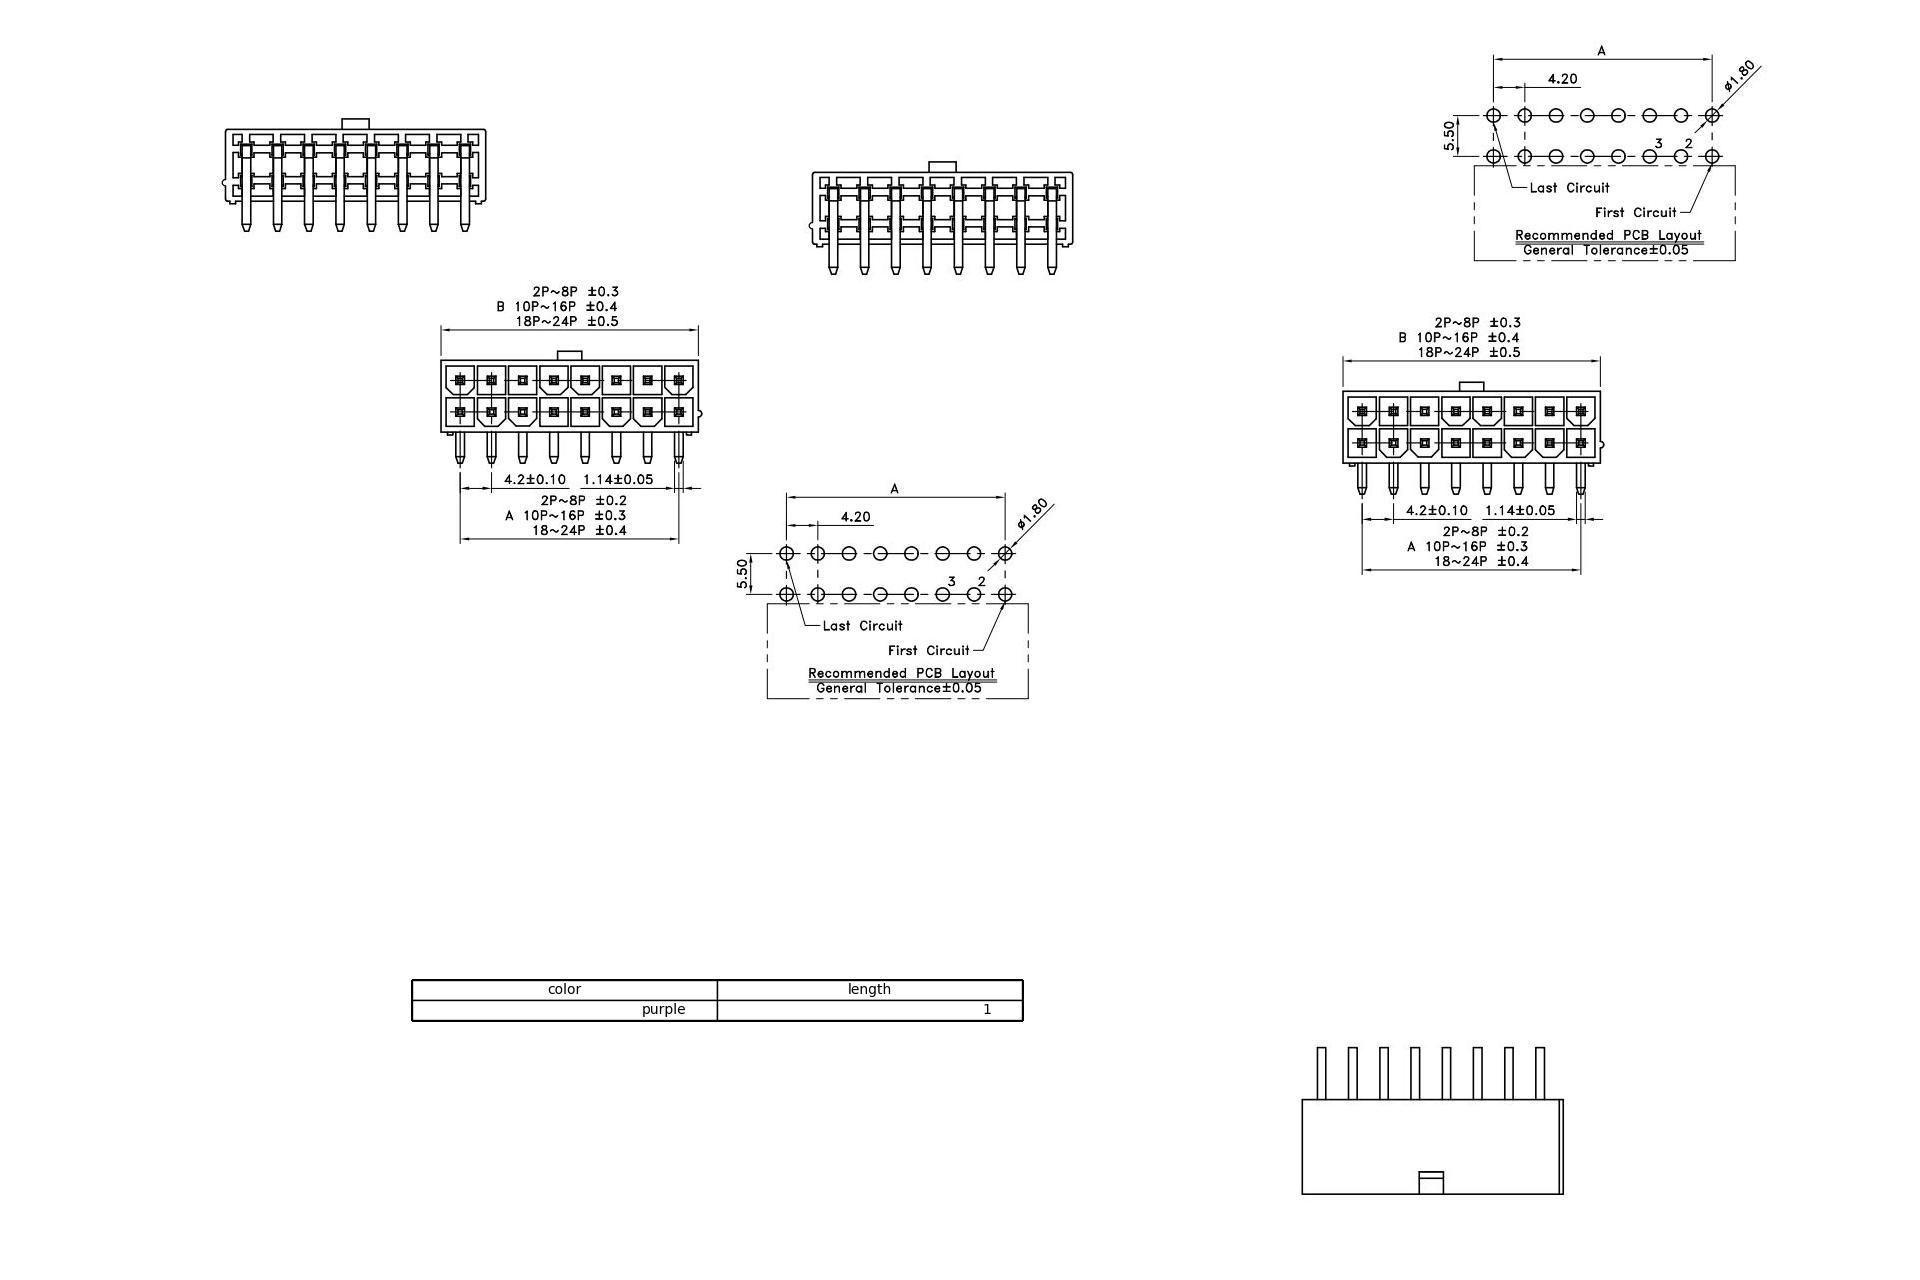 A
4.20
ø1.80
5.50
3
2
Last Circuit
First Circuit
Recommended PCB Layout
General Tolerance±0.05
2P~8P ±0.3
B 10P~16P ±0.4
18P~24P ±0.5
4.2±0.10 1.14±0.05
2P~8P ±0.2
A 10P~16P ±0.3
18~24P ±0.4
2P~8P ±0.3
B 10P~16P ±0.4
18P~24P ±0.5
4.2±0.10 1.14±0.05
2P~8P ±0.2
A 10P~16P ±0.3
18~24P ±0.4
A
4.20
ø1.80
5.50
3
2
Last Circuit
First Circuit
Recommended PCB Layout
General Tolerance±0.05
color length
purple 1